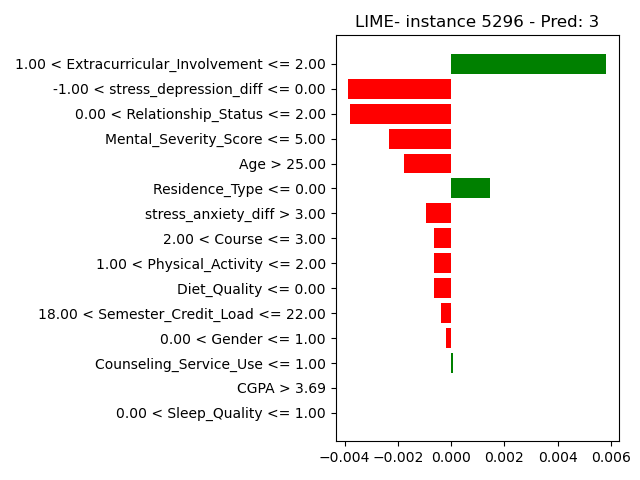 LIME- instance 5296 - Pred: 3
1.00 < Extracurricular_Involvement <= 2.00
-1.00 < stress_depression_diff <= 0.00
0.00 < Relationship_Status <= 2.00
Mental_Severity_Score <= 5.00
Age > 25.00
Residence_Type <= 0.00
stress_anxiety_diff > 3.00
2.00 < Course <= 3.00
1.00 < Physical_Activity <= 2.00
Diet_Quality <= 0.00
18.00 < Semester_Credit_Load <= 22.00
0.00 < Gender <= 1.00
Counseling_Service_Use <= 1.00
CGPA > 3.69
0.00 < Sleep_Quality <= 1.00
−0.004 −0.002 0.000 0.002 0.004 0.006